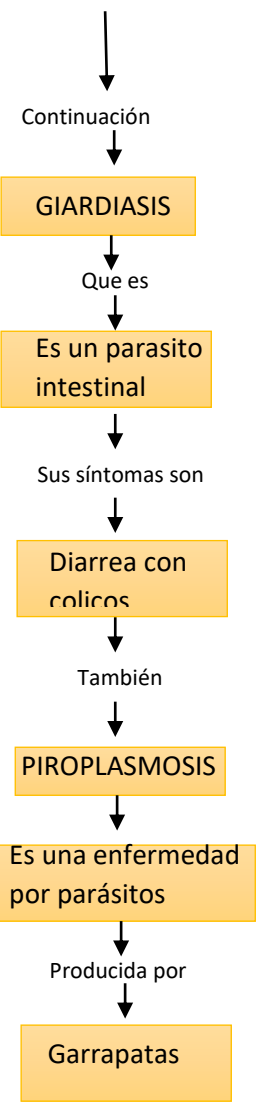 Continuación
GIARDIASIS
Que es
Es un parasito
intestinal
Sus síntomas son
Diarrea con
colicos
También
PIROPLASMOSIS
Es una enfermedad
por parásitos
Producida por
Garrapatas